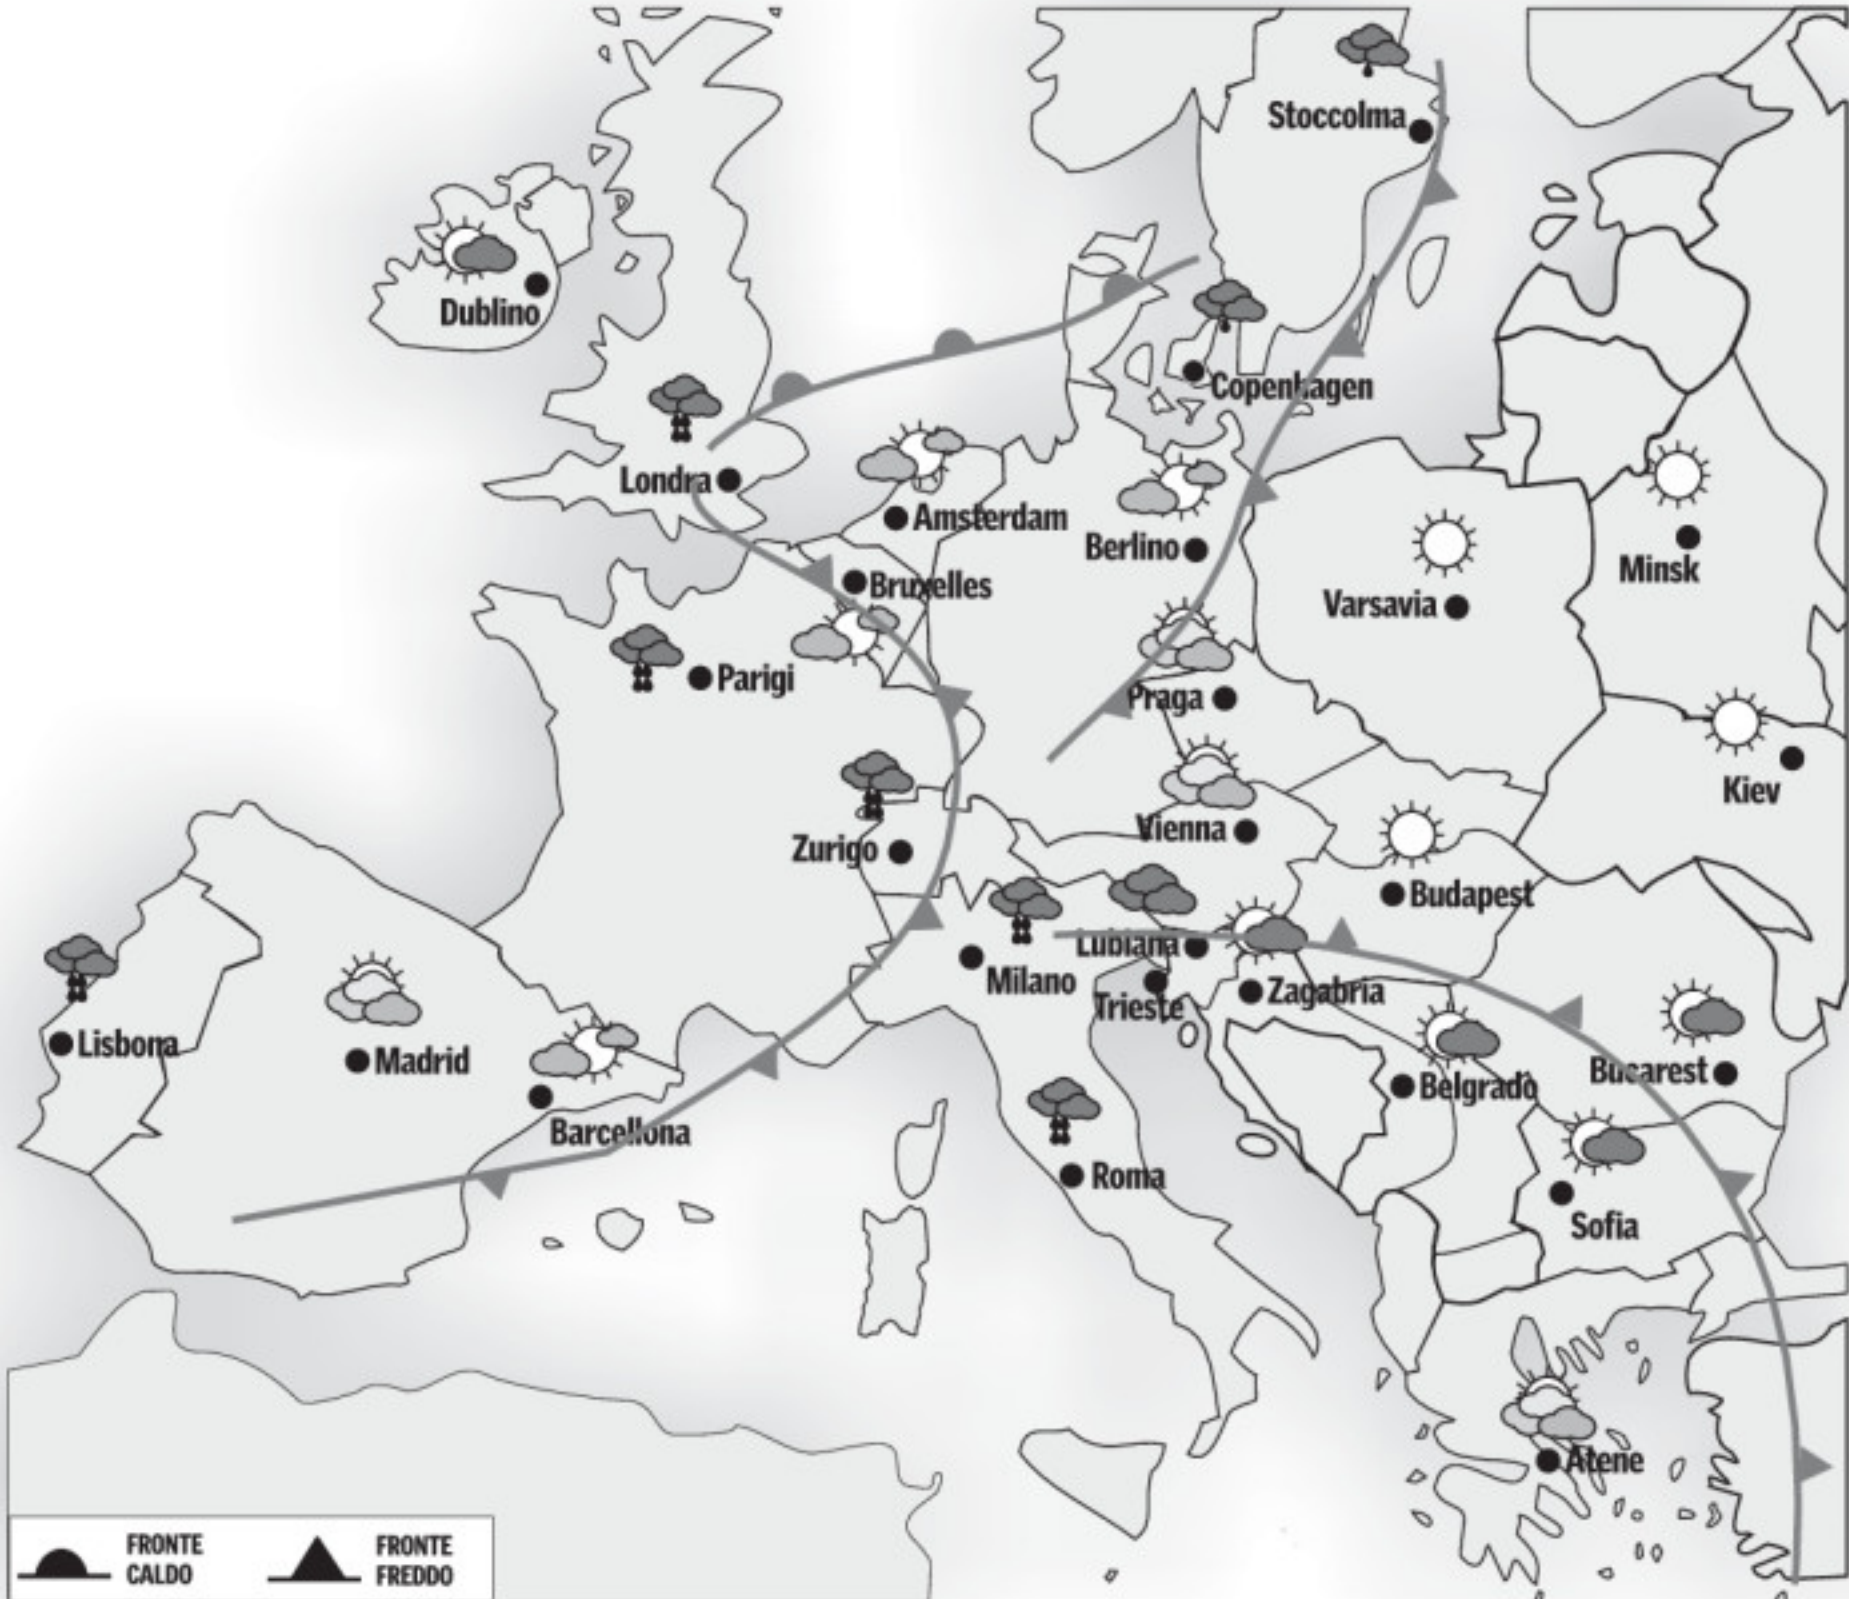 Stoccolma
Dublino
Copenhagen
Londra
Amsterdam
Berlino
Minsk
Bruxelles
Varsavia
Parigi
Praga
Kiev
Vienna
Zurigo
Budapest
Lubiana
Milano
Zagabria
Trieste
Lisbona
Madrid
Bucarest
Belgrado
Barcellona
Roma
Sofia
Atene
FRONTE
CALDO
FRONTE
FREDDO